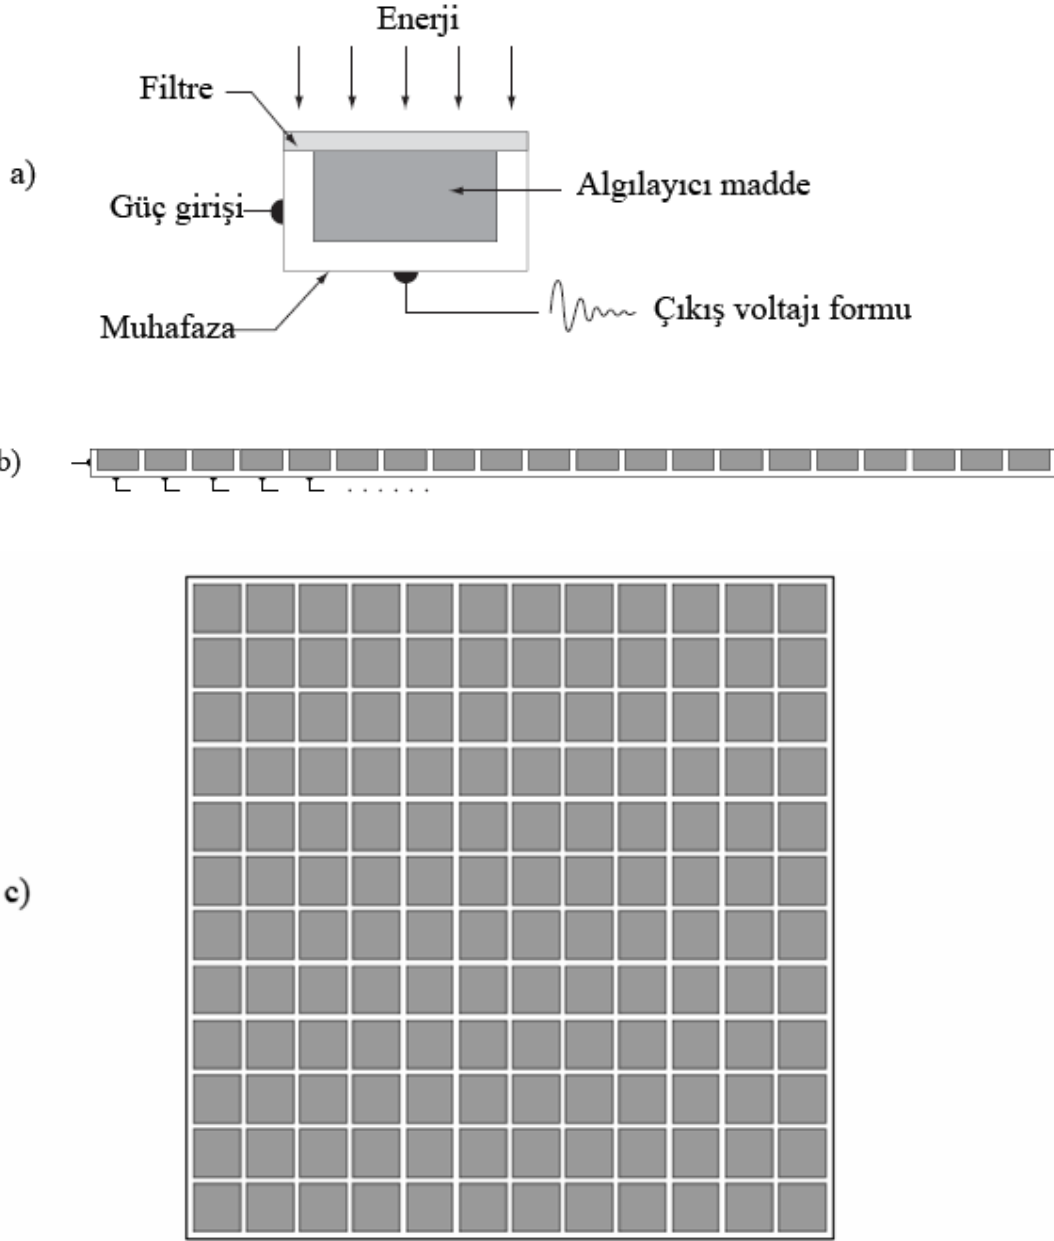 Enerji
Filtre
a)
Algılayıcı madde
Güç girişi
Çıkış voltajı formu
Muhafaza
b)
c)